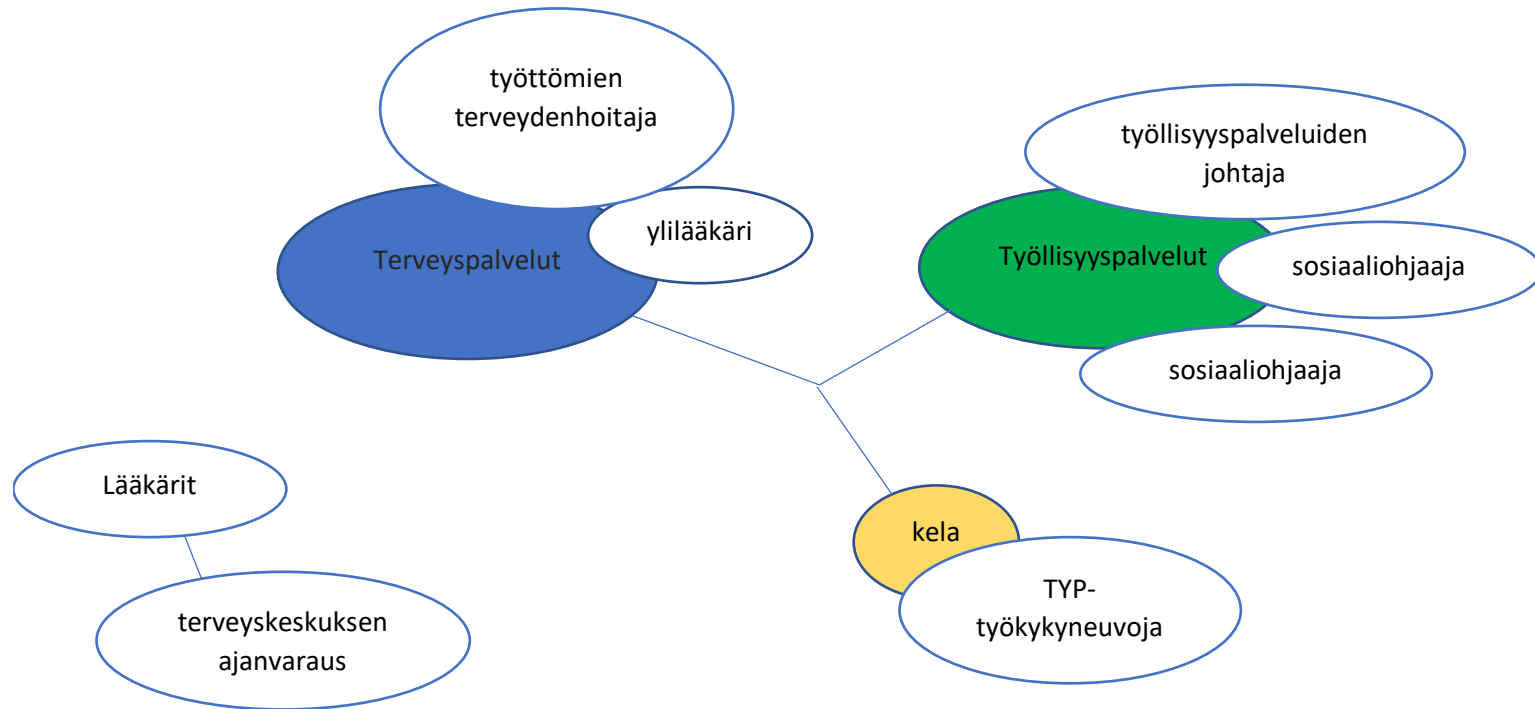 työttömien
terveydenhoitaja
ylilääkäri
Terveyspalvelut
työllisyyspalveluiden
johtaja
Työllisyyspalvelut
sosiaaliohjaaja
sosiaaliohjaaja
Lääkärit
terveyskeskuksen
ajanvaraus
kela
TYP-
työkykyneuvoja